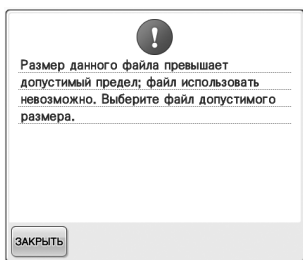 Размер данного файла превышает
допустимый предел; файл использовать
невозможно. Выберите файл допустимого
размера.
ЗАКРЫТЬ